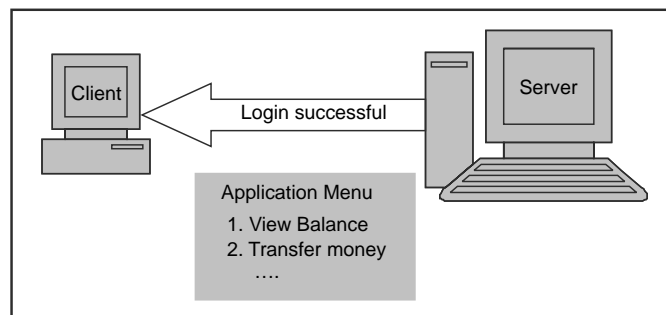 Client
Login successful
Server
Application Menu
1. View Balance
2. Transfer money
....